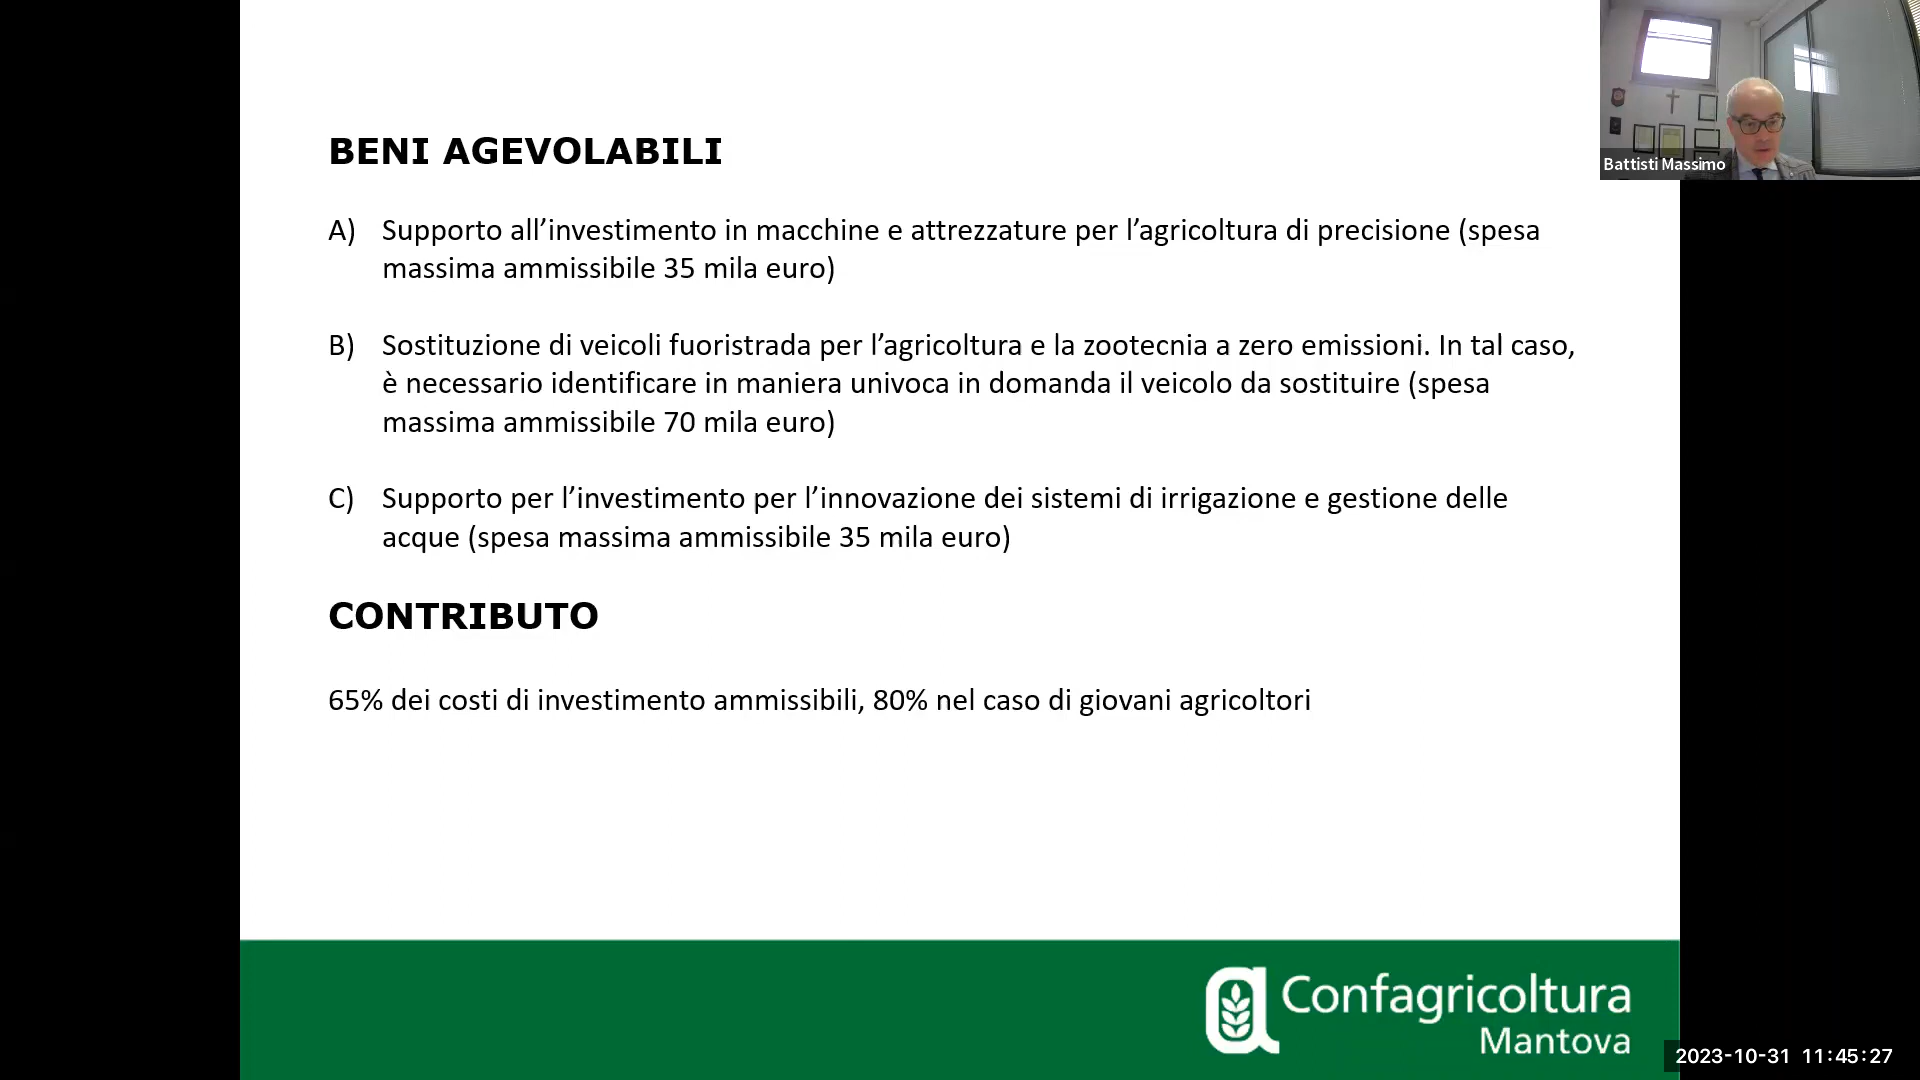 BENI AGEVOLABILI
A) Supporto all’investimento in macchine e attrezzature per l’agricoltura di precisione (spesa
massima ammissibile 35 mila euro)
B) Sostituzione di veicoli fuoristrada per l’agricoltura e la zootecnia a zero emissioni. In tal caso,
è necessario identificare in maniera univoca in domanda il veicolo da sostituire (spesa
massima ammissibile 70 mila euro)
C) Supporto per l’investimento per l’innovazione dei sistemi di irrigazione e gestione delle
acque (spesa massima ammissibile 35 mila euro)
CONTRIBUTO
65% dei costi di investimento ammissibili, 80% nel caso di giovani agricoltori
Battisti Massimo
Confagricoltura
Mantova
2023-10-31 11:45:27